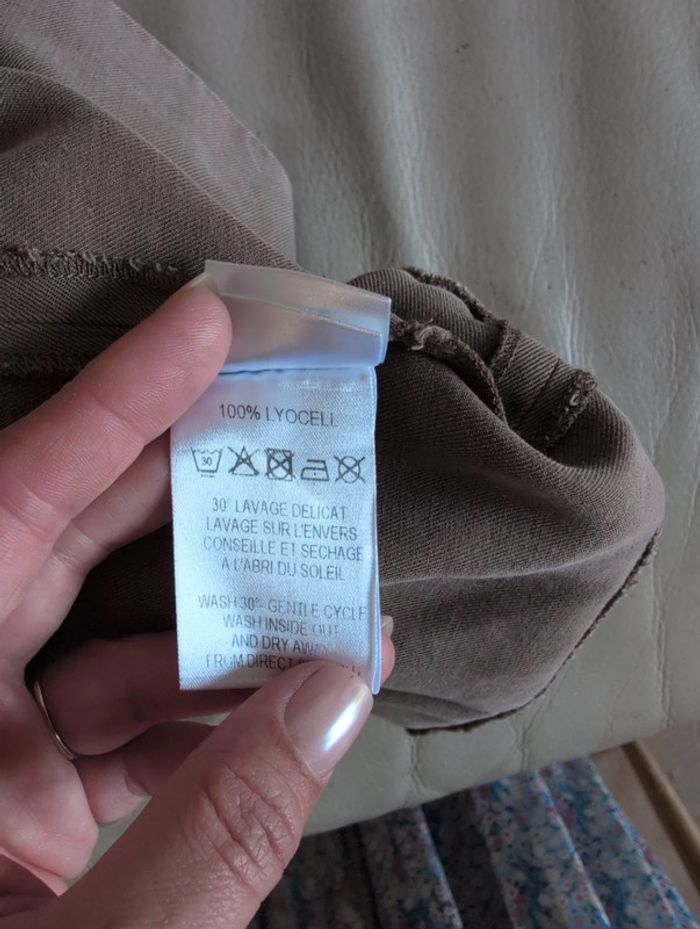 100% LYOCELL
30
30° LAVAGE DELICAT
LAVAGE SUR L'ENVERS
CONSEILLE ET SECHAGE
A L'ABRI DU SOLEIL
WASH 30°- GENTLE CYCLE
WASH INSIDE OUT
AND DRY
FROM DIRECT